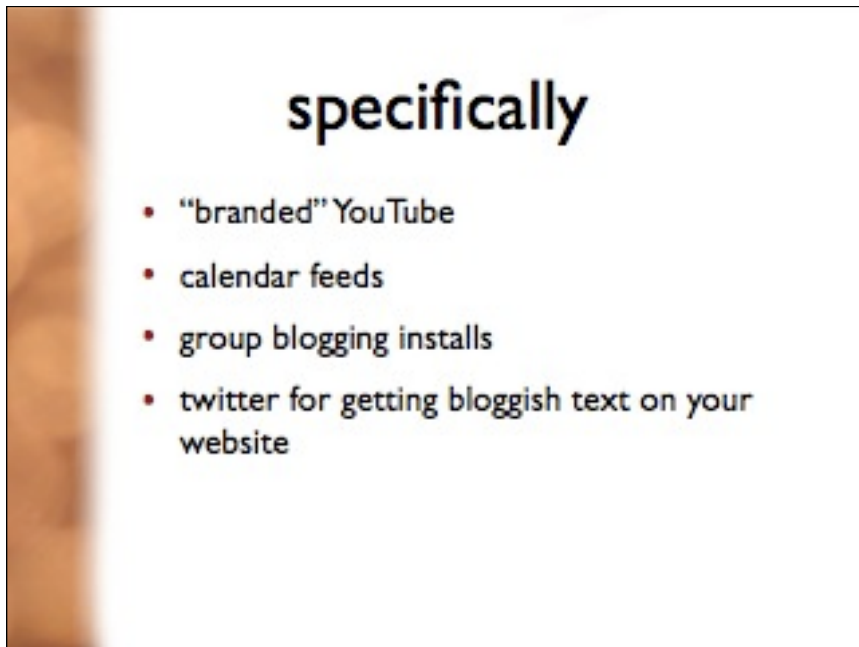 specifically
• “branded” YouTube
• calendar feeds
• group blogging installs
• twitter for getting bloggish text on your
website